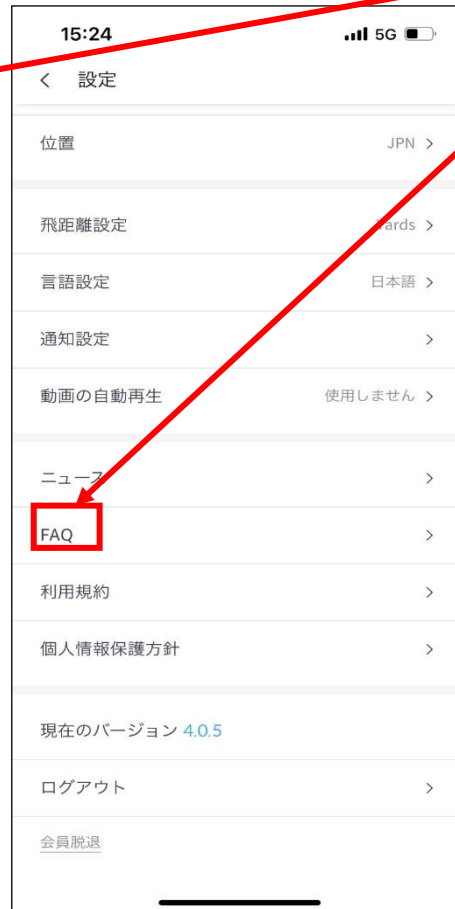 15:24 5G
< 設定
位置 JPN >
飛距離設定 Yards >
言語設定 日本語 >
通知設定 >
動画の自動再生 使用しません >
ニュース >
FAQ >
利用規約 >
個人情報保護方針 >
現在のバージョン 4.0.5
ログアウト >
会員脱退